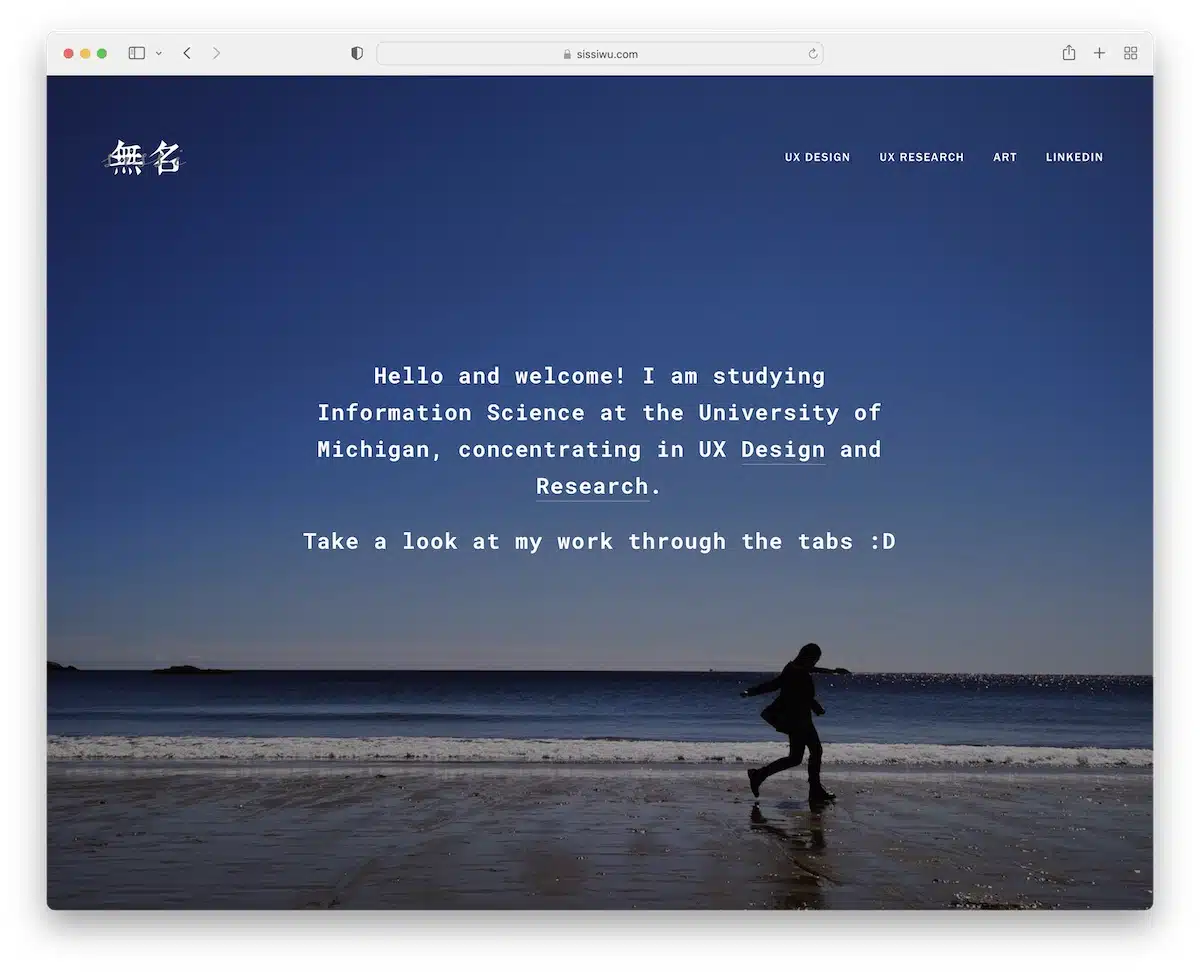 sissiwu.com
無名
UX DESIGN
UX RESEARCH
ART
LINKEDIN
Hello and welcome! I am studying
Information Science at the University of
Michigan, concentrating in UX Design and
Research.
Take a look at my work through the tabs :D